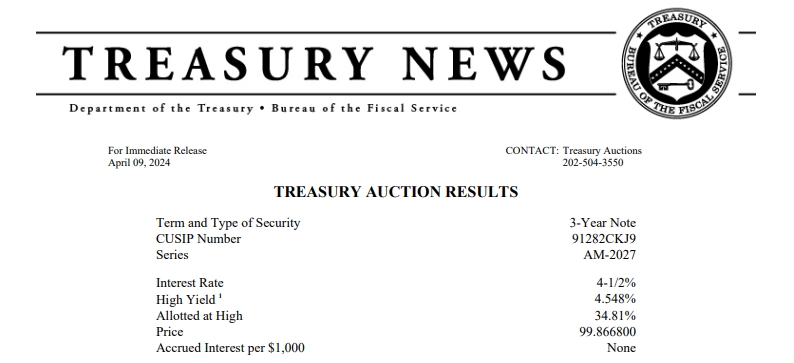 TREASURY NEWS
Department of the Treasury • Bureau of the Fiscal Service
TREASURY
BUREAU OF THE FISCAL SERVICE
For Immediate Release
April 09, 2024
CONTACT: Treasury Auctions
202-504-3550
TREASURY AUCTION RESULTS
Term and Type of Security 3-Year Note
CUSIP Number 91282CKJ9
Series AM-2027
Interest Rate 4-1/2%
High Yield ¹ 4.548%
Allotted at High 34.81%
Price 99.866800
Accrued Interest per $1,000 None